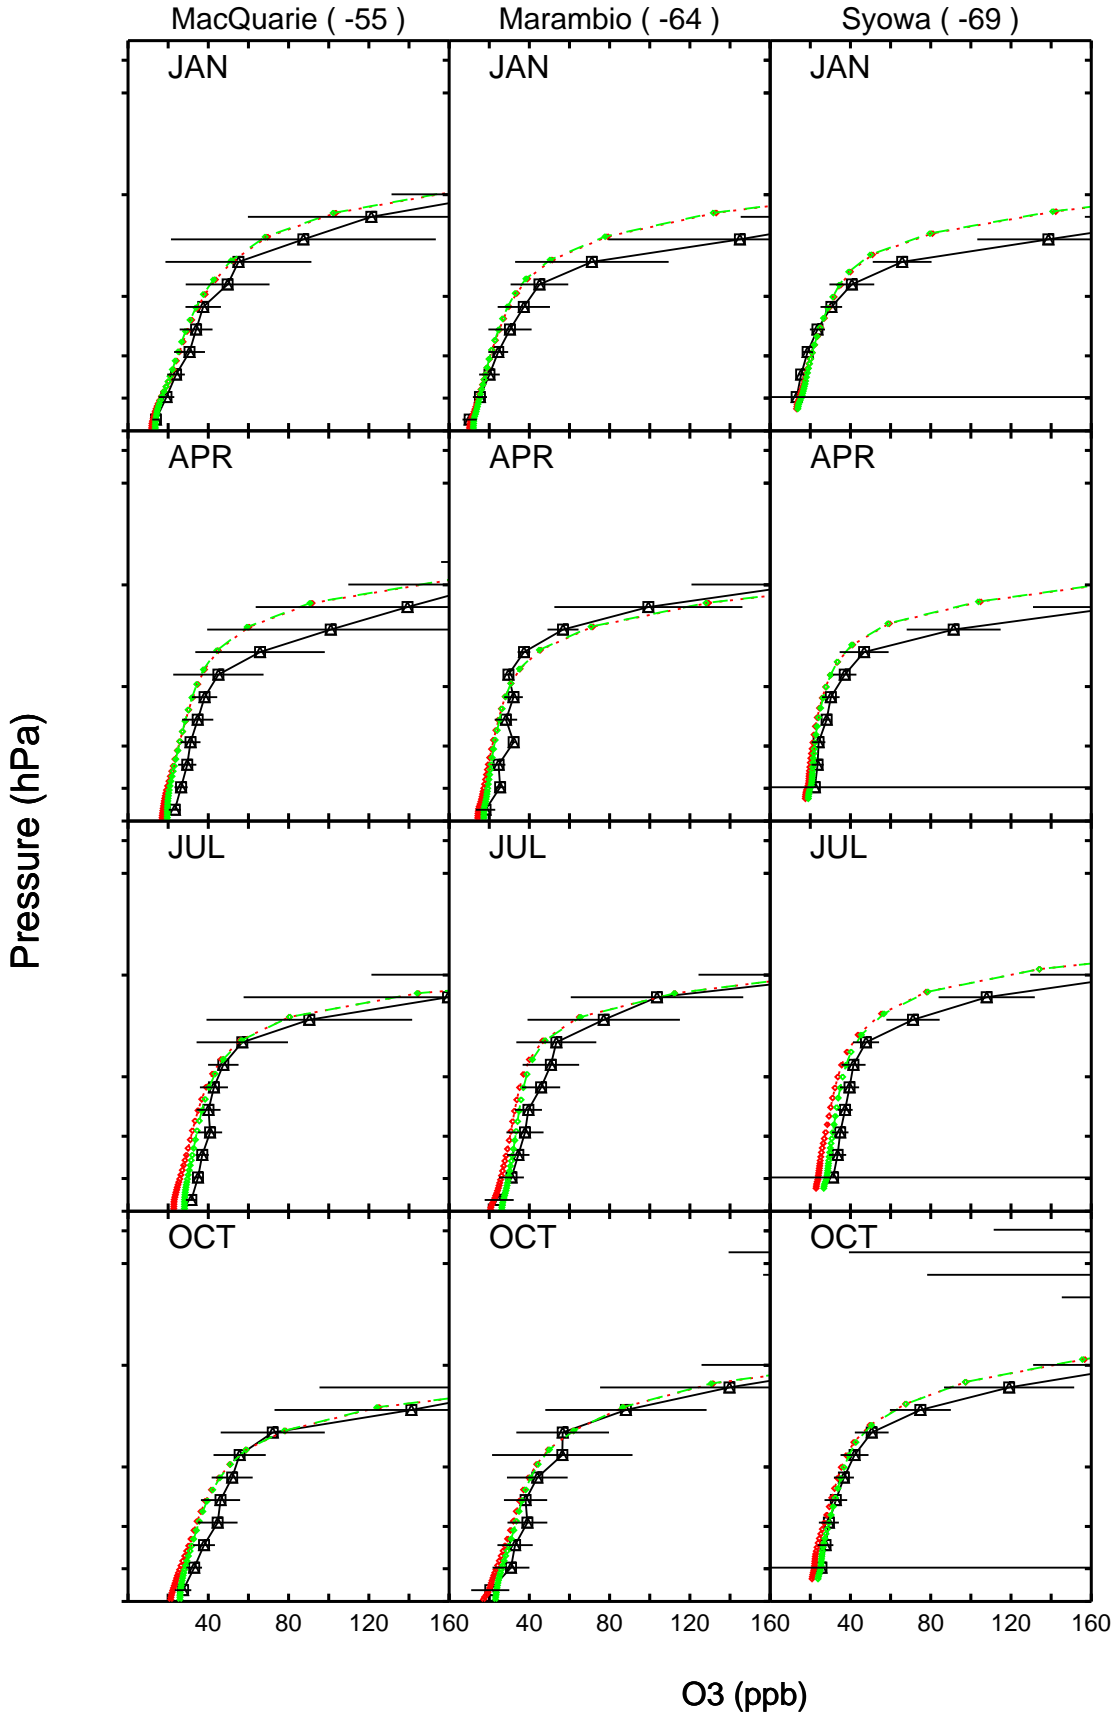 MacQuarie ( -55 ) Marambio ( -64 ) Syowa ( -69 )
JAN JAN JAN
APR APR APR
JUL JUL JUL
OCT OCT OCT
Pressure (hPa)
40 80 120 160 40 80 120 160 40 80 120 160
O3 (ppb)